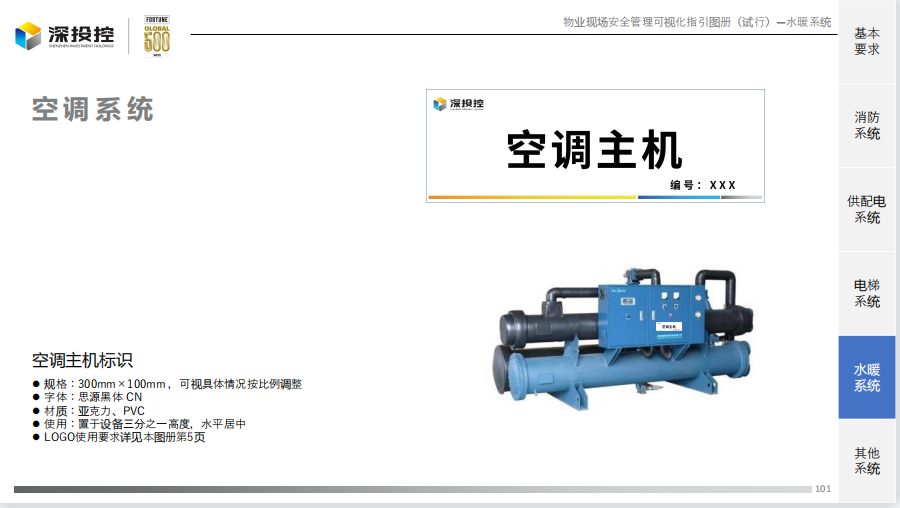 深投控
SHENZHEN INVESTMENT HOLDINGS
FORTUNE
GLOBAL
500
物业现场安全管理可视化指引图册（试行）—水暖系统
基本
要求
消防
系统
供配电
系统
电梯
系统
水暖
系统
其他
系统
空调系统
深投控
空调主机
编号：XXX
空调主机
空调主机标识
● 规格：300mm×100mm，可视具体情况按比例调整
● 字体：思源黑体 CN
● 材质：亚克力、PVC
● 使用：置于设备三分之一高度，水平居中
● LOGO使用要求详见本图册第5页
101